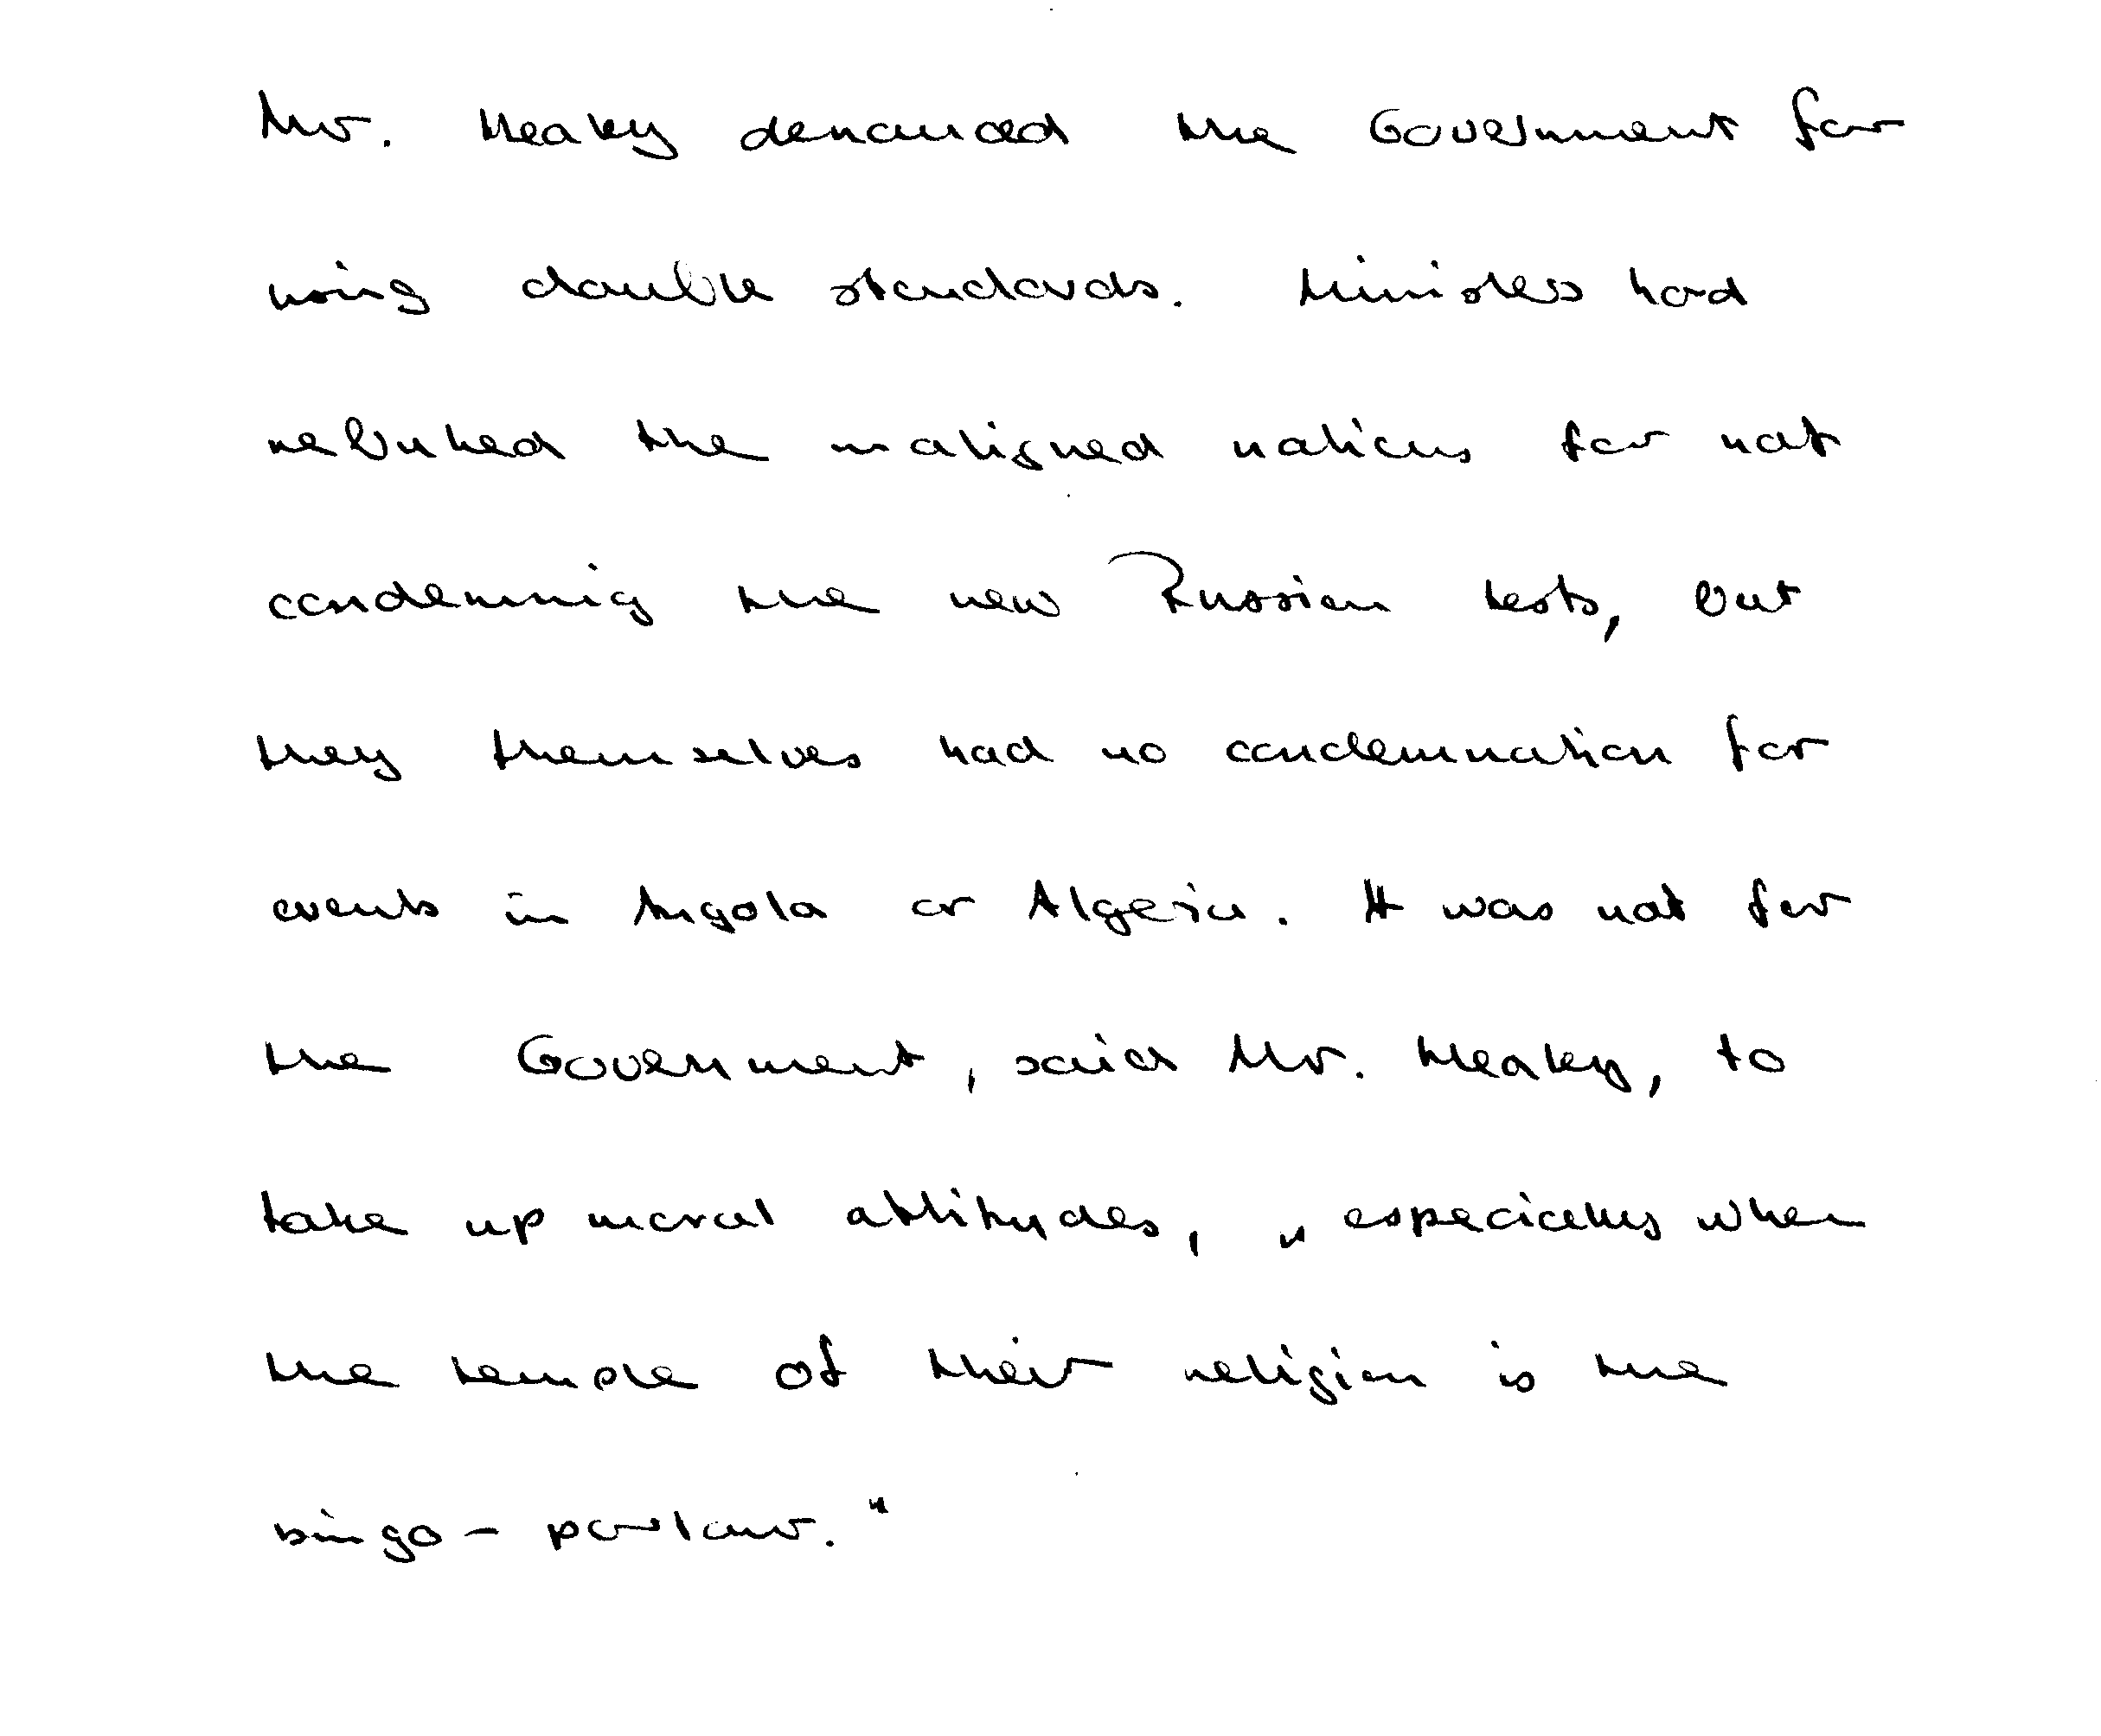 Mr. Healey denounced the Government for
using double standards. Ministers had
rebuked the maligned nations for not
condemning the new Russian tests, but
they themselves had no condemnation for
events in Angola or Algeria. It was not for
the Government, said Mr. Healey, to
take up moral attitudes, „especially when
the temple of their religion is the
bingo - parlour."